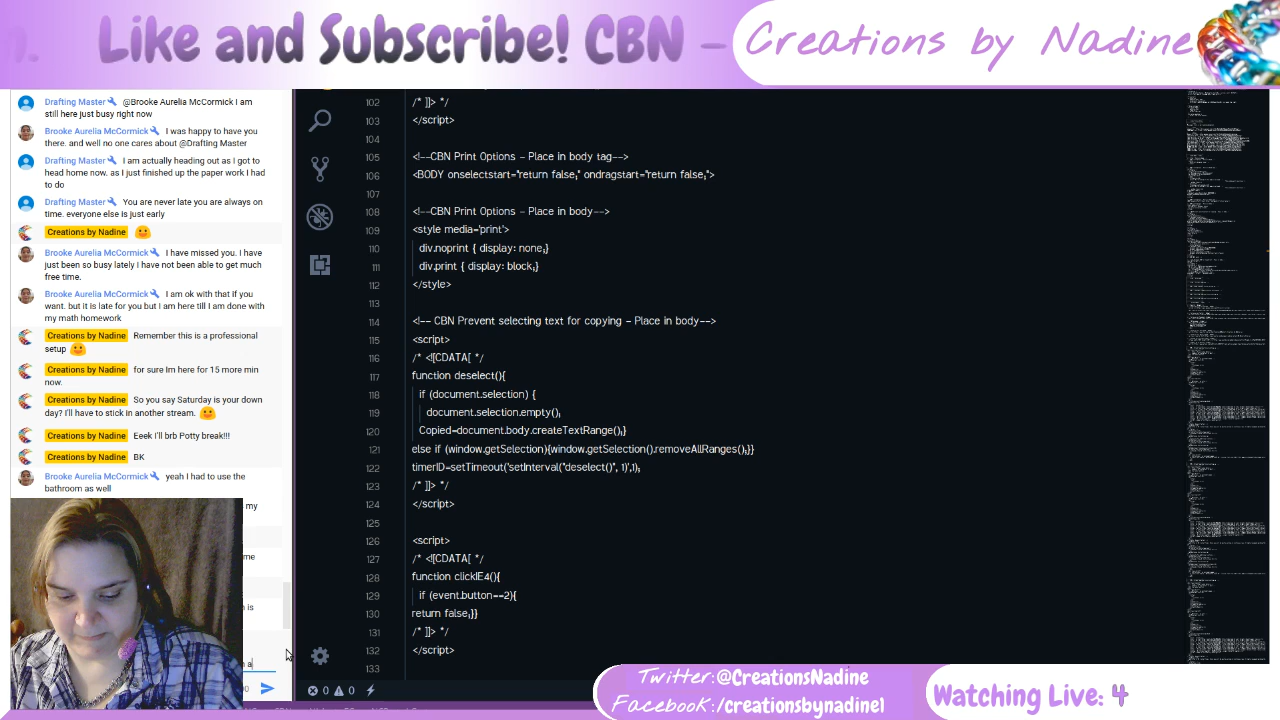 n. Like and Subscribe! CBN –
Creations by Nadine
Drafting Master @Brooke Aurelia McCormick I am
still here just busy right now
Brooke Aurelia McCormick I was happy to have you
there. and well no one cares about @Drafting Master
Drafting Master I am actually heading out as I got to
head home now. as I just finished up the paper work I had
to do
Drafting Master You are never late you are always on
time. everyone else is just early
Creations by Nadine
Brooke Aurelia McCormick I have missed you. I have
just been so busy lately I have not been able to get much
free time.
Brooke Aurelia McCormick I am ok with that if you
want. but it is late for you but I am here till I am done with
my math homework
Creations by Nadine Remember this is a professional
setup
Creations by Nadine for sure Im here for 15 more min
now.
Creations by Nadine So you say Saturday is your down
day? I'll have to stick in another stream.
Creations by Nadine Eeek I'll brb Potty break!!!
Creations by Nadine BK
Brooke Aurelia McCormick yeah I had to use the
bathroom as well
my
me
is
a
102 /* ]]> */
103 </script>
104
105 <!--CBN Print Options - Place in body tag-->
106 <BODY onselectstart="return false;" ondragstart="return false;">
107
108 <!--CBN Print Options - Place in body-->
109 <style media="print">
110 div.noprint { display: none;}
111 div.print { display: block;}
112 </style>
113
114 <!-- CBN Prevent selecting text for copying - Place in body-->
115 <script>
116 /* <![CDATA[ */
117 function deselect(){
118 if (document.selection) {
119 document.selection.empty();
120 Copied=document.body.createTextRange();}
121 else if (window.getSelection){window.getSelection().removeAllRanges();}}
122 timerID=setTimeout(setInterval("deselect()", 1)',1);
123 /* ]]> */
124 </script>
125
126 <script>
127 /* <![CDATA[ */
128 function clickIE4(){
129 if (event.button==2){
130 return false;}}
131 /* ]]> */
132 </script>
133
0 0
Twitter:@CreationsNadine
Facebook:/creationsbynadine1
Watching Live: 4